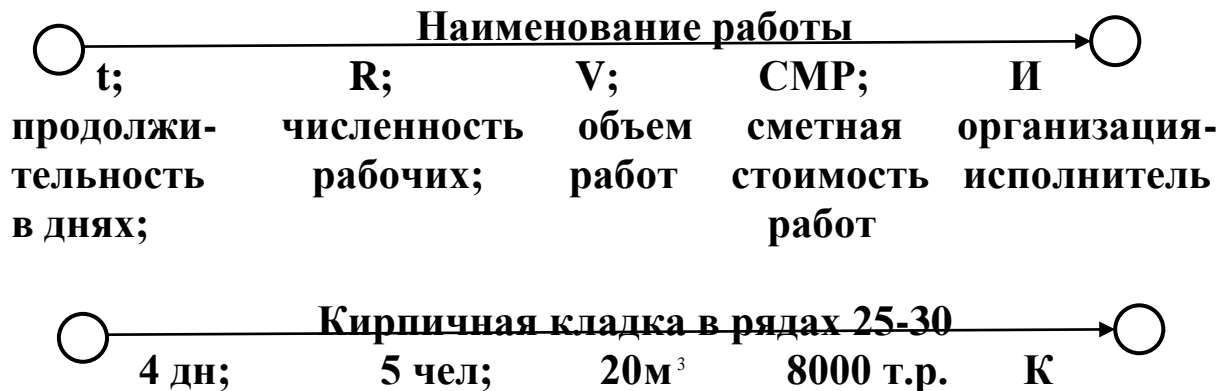 Наименование работы
t; R; V; СМР; И
продолжи- численность объем сметная организация-
тельность рабочих; работ стоимость исполнитель
в днях; работ
Кирпичная кладка в рядах 25-30
4 дн; 5 чел; 20м³ 8000 т.р. К